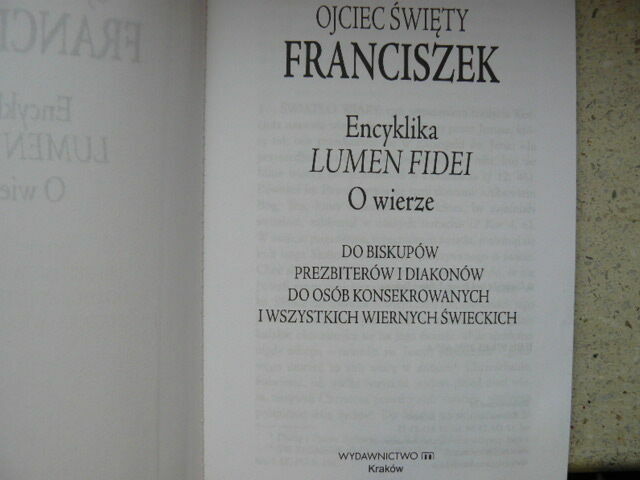 OJCIEC ŚWIĘTY
FRANCISZEK
Encyklika
LUMEN FIDEI
O wierze
DO BISKUPÓW
PREZBITERÓW I DIAKONÓW
DO OSÓB KONSEKROWANYCH
I WSZYSTKICH WIERNYCH ŚWIECKICH
WYDAWNICTWO
Kraków